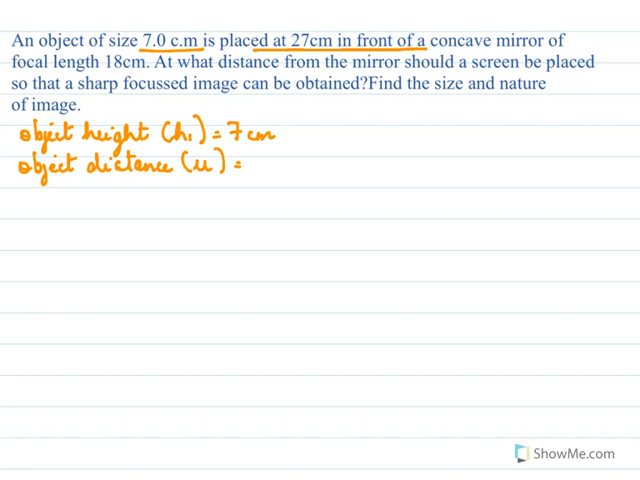 An object of size 7.0 c.m is placed at 27cm in front of a concave mirror of
focal length 18cm. At what distance from the mirror should a screen be placed
so that a sharp focussed image can be obtained?Find the size and nature
of image.
object height (h₁) = 7 cm
object distance (u) =
ShowMe.com